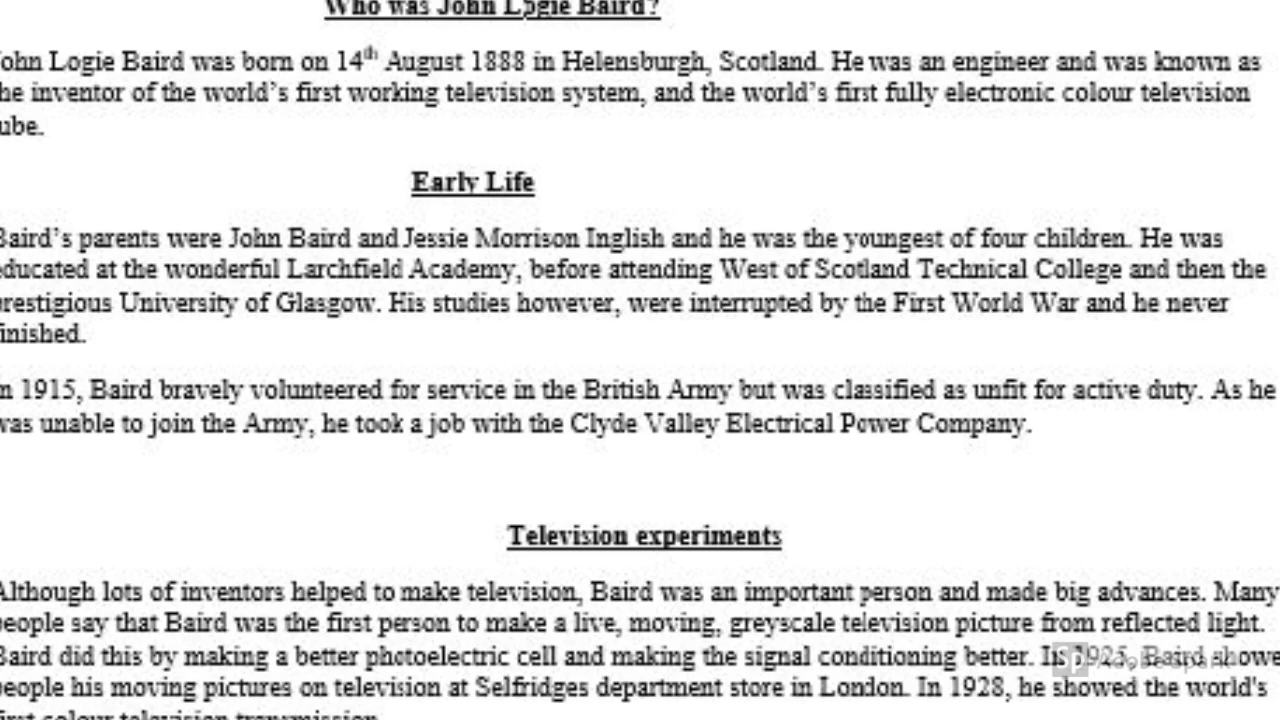 Who was John Logie Baird?
ohn Logie Baird was born on 14th August 1888 in Helensburgh, Scotland. He was an engineer and was known as
he inventor of the world's first working television system, and the world's first fully electronic colour television
ube.
Early Life
Baird's parents were John Baird and Jessie Morrison Inglish and he was the youngest of four children. He was
educated at the wonderful Larchfield Academy, before attending West of Scotland Technical College and then the
prestigious University of Glasgow. His studies however, were interrupted by the First World War and he never
finished.
n 1915, Baird bravely volunteered for service in the British Army but was classified as unfit for active duty. As he
was unable to join the Army, he took a job with the Clyde Valley Electrical Power Company.
Television experiments
Although lots of inventors helped to make television, Baird was an important person and made big advances. Many
people say that Baird was the first person to make a live, moving, greyscale television picture from reflected light.
Baird did this by making a better photoelectric cell and making the signal conditioning better. In 1925, Baird showe
people his moving pictures on television at Selfridges department store in London. In 1928, he showed the world's
first colour television transmission.
Sp Adobe Spark